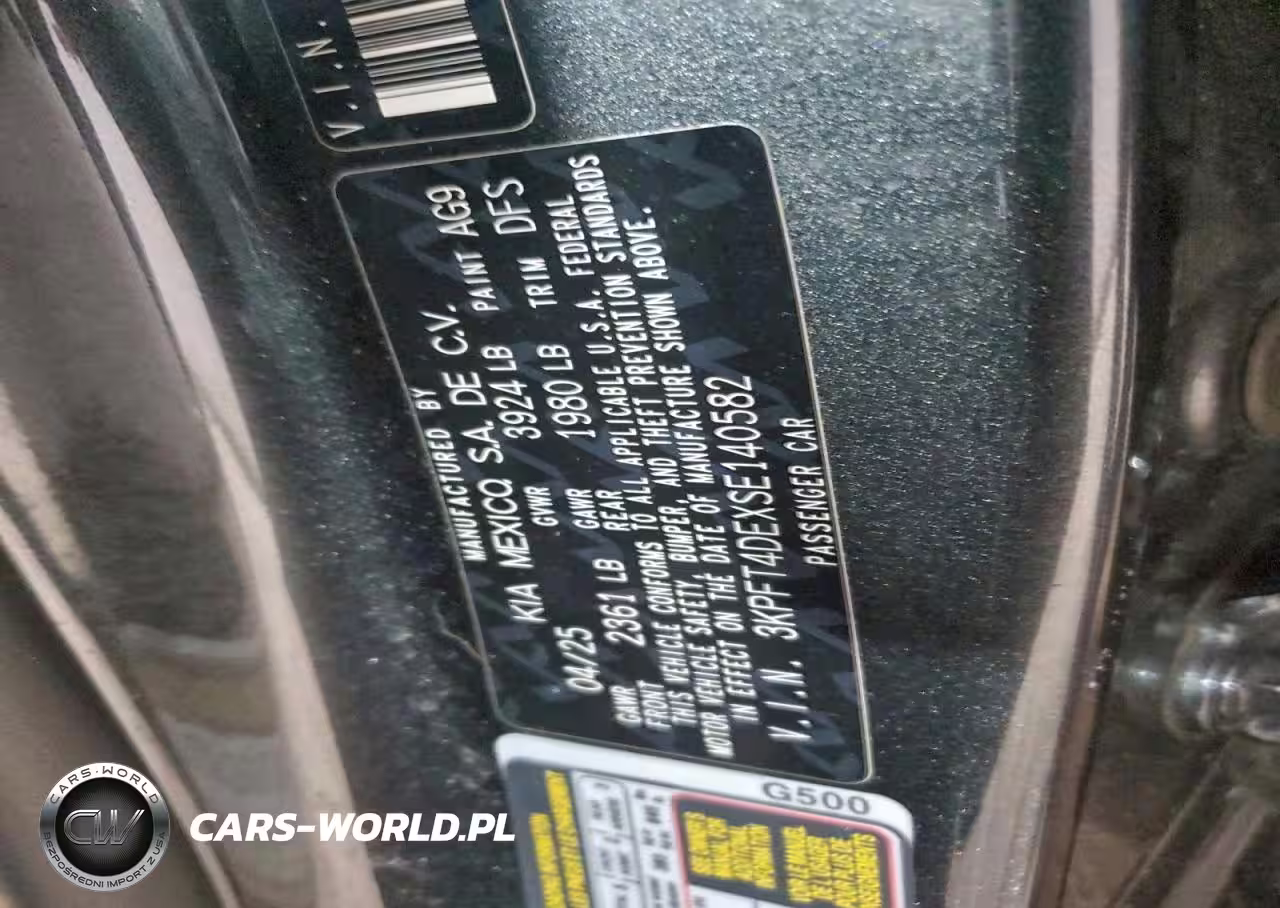 V.I.N.
MANUFACTURED BY
KIA MEXICO, S.A. DE C.V.
04/25 GVWR 3924 LB PAINT AG9
GAWR FRONT 2361 LB GAWR REAR 1980 LB TRIM DFS
THIS VEHICLE CONFORMS TO ALL APPLICABLE U.S.A. FEDERAL
MOTOR VEHICLE SAFETY, BUMPER, AND THEFT PREVENTION STANDARDS
IN EFFECT ON THE DATE OF MANUFACTURE SHOWN ABOVE.
V.I.N. 3KPFT4DEXSE140582
PASSENGER CAR
G500
CARS-WORLD
CW
BEZPOŚREDNI IMPORT Z USA
CARS-WORLD.PL